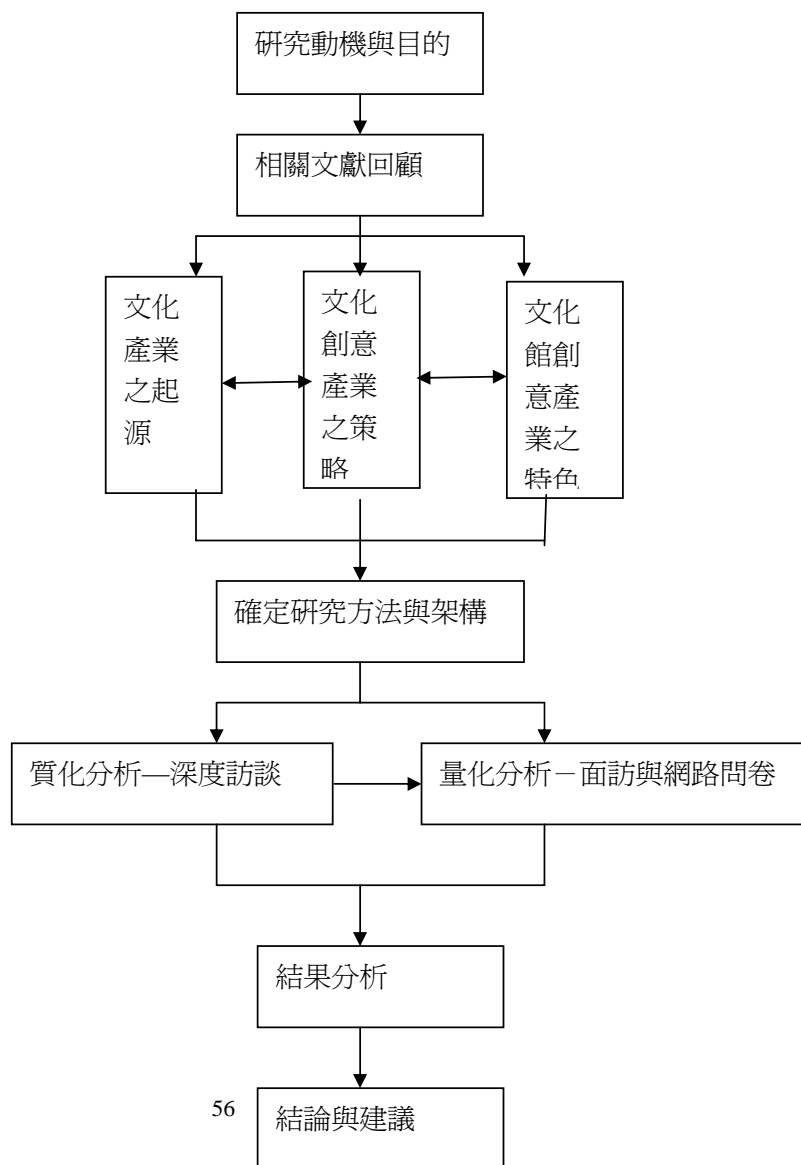 研究動機與目的
相關文獻回顧
文化
產業
之起
源
文化
創意
產業
之策
略
文化
館創
意產
業之
特色
確定研究方法與架構
質化分析—深度訪談
量化分析－面訪與網路問卷
結果分析
56
結論與建議